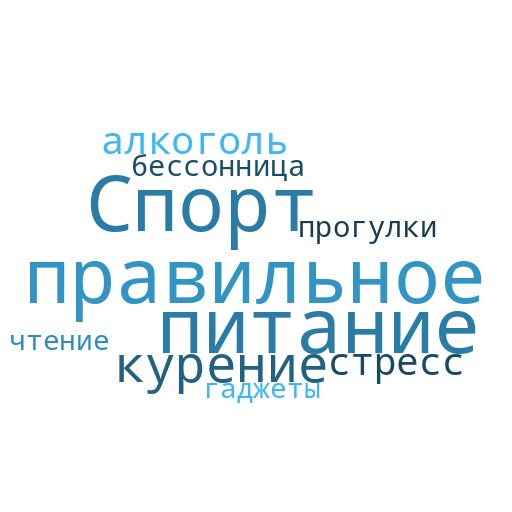 алкоголь
бессонница
Спорт
прогулки
правильное
питание
чтение
курение
стресс
гаджеты